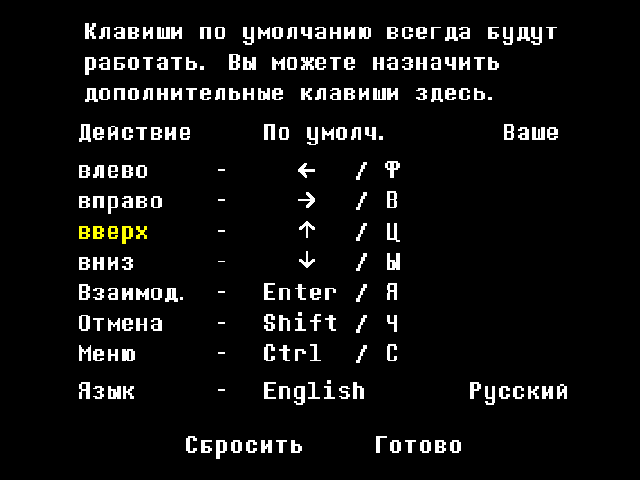 Клавиши по умолчанию всегда будут
работать. Вы можете назначить
дополнительные клавиши здесь.
Действие По умолч. Ваше
влево - ← / Ф
вправо - → / В
вверх - ↑ / Ц
вниз - ↓ / Ы
Взаимод. - Enter / Я
Отмена - Shift / Ч
Меню - Ctrl / С
Язык - English Русский
Сбросить Готово